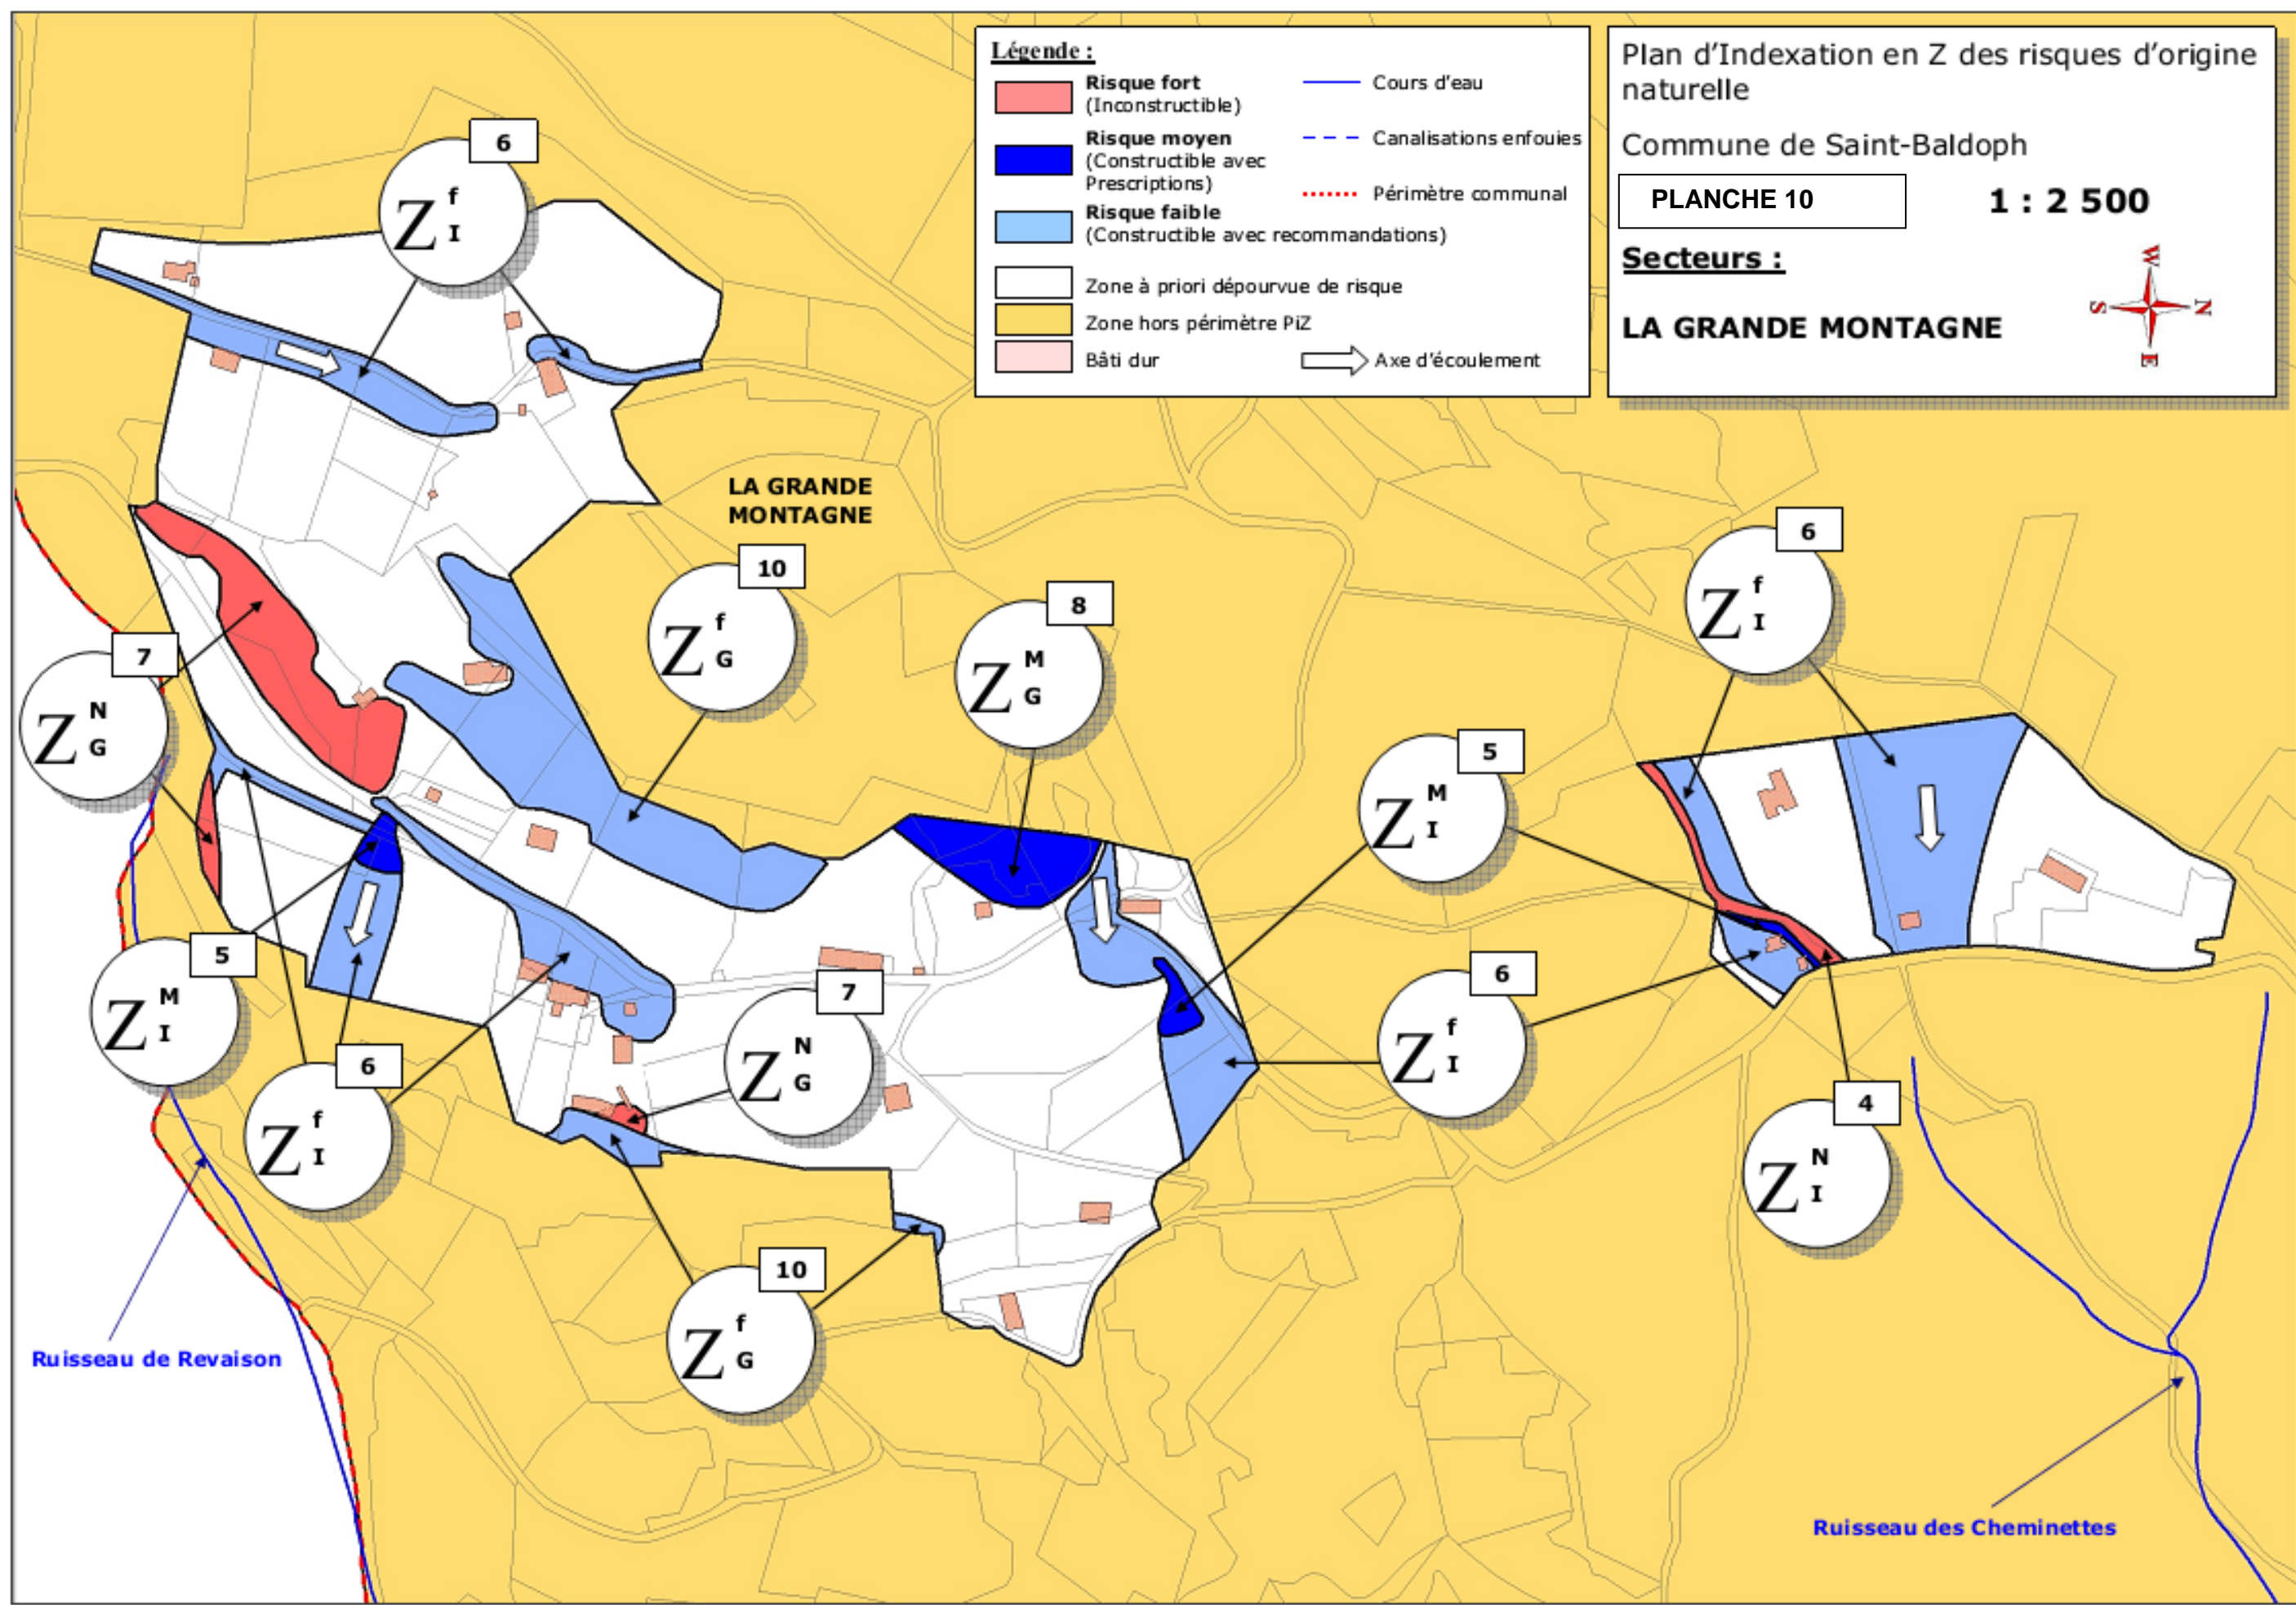 Légende :
Risque fort
(Inconstructible)
Risque moyen
(Constructible avec
Prescriptions)
Risque faible
(Constructible avec recommandations)
Zone à priori dépourvue de risque
Zone hors périmètre PiZ
Bâti dur
Cours d'eau
Canalisations enfouies
Périmètre communal
Axe d'écoulement
Plan d'Indexation en Z des risques d'origine
naturelle
Commune de Saint-Baldoph
PLANCHE 10
1 : 2 500
Secteurs :
LA GRANDE MONTAGNE
W
S
N
E
6
Z f I
LA GRANDE
MONTAGNE
10
Z f G
8
Z M G
6
Z f I
7
Z N G
5
Z M I
5
Z M I
6
Z f I
7
Z N G
6
Z f I
4
Z N I
10
Z f G
Ruisseau de Revaison
Ruisseau des Cheminettes